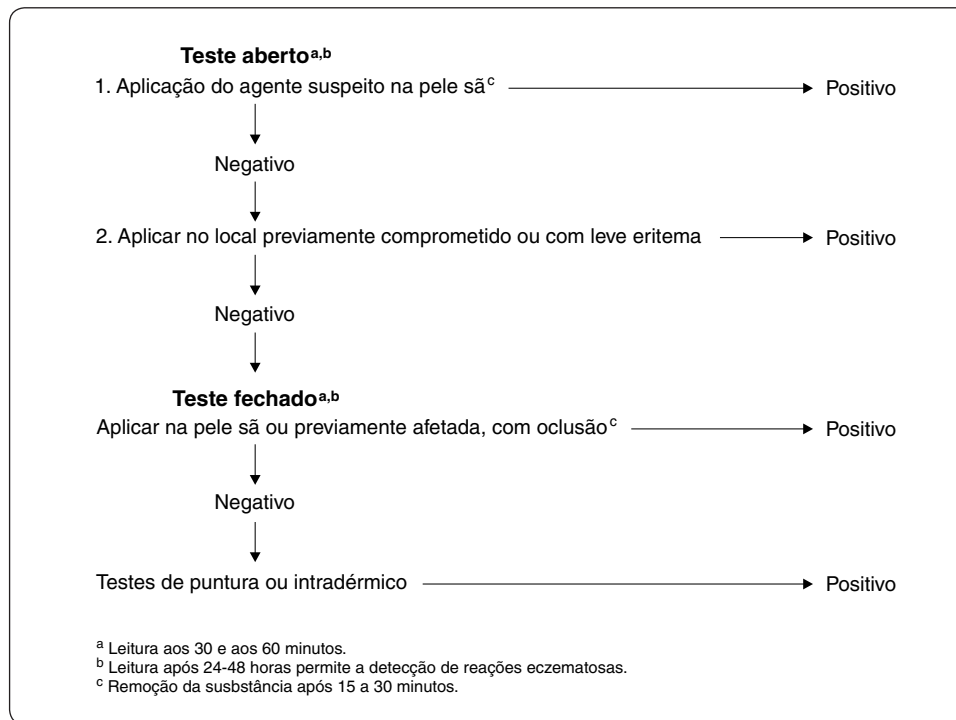 Teste aberto a,b
1. Aplicação do agente suspeito na pele sã c Positivo
Negativo
2. Aplicar no local previamente comprometido ou com leve eritema Positivo
Negativo
Teste fechado a,b
Aplicar na pele sã ou previamente afetada, com oclusão c Positivo
Negativo
Testes de puntura ou intradérmico Positivo
a Leitura aos 30 e aos 60 minutos.
b Leitura após 24-48 horas permite a detecção de reações eczematosas.
c Remoção da susbstância após 15 a 30 minutos.